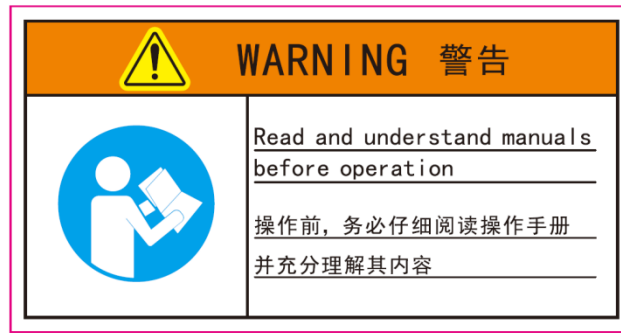 WARNING 警告
Read and understand manuals
before operation
操作前，务必仔细阅读操作手册
并充分理解其内容